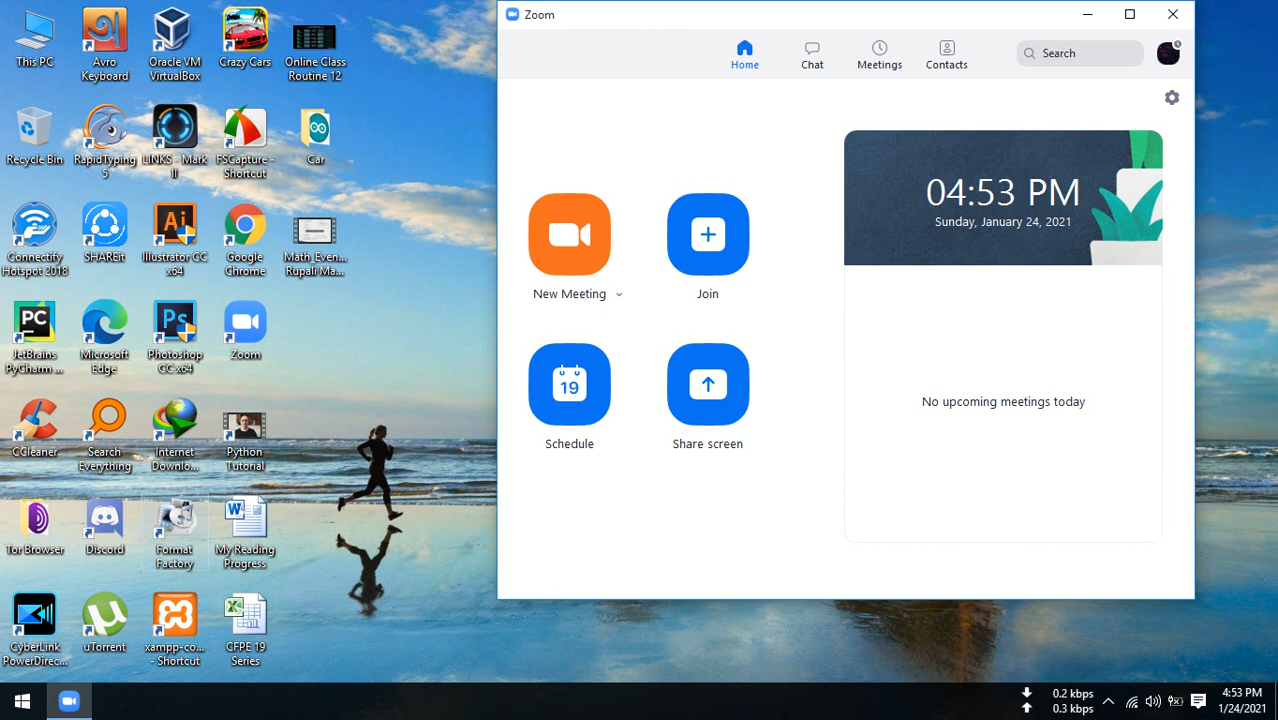 This PC
Avro
Keyboard
Oracle VM
VirtualBox
Crazy Cars
Online Class
Routine 12
Recycle Bin
RapidTyping
5
LINKS - Mark
II
FSCapture -
Shortcut
Car
Connectify
Hotspot 2018
SHAREit
Ai
Illustrator CC
x64
Google
Chrome
Math_Even...
Rupali Ma...
PC
JetBrains
PyCharm ...
Microsoft
Edge
Ps
Photoshop
CC x64
Zoom
CCleaner
Search
Everything
Internet
Downlo...
Python
Tutorial
Tor Browser
Discord
Format
Factory
W
My Reading
Progress
CyberLink
PowerDirec...
µ
uTorrent
xampp-co...
- Shortcut
X
CFPE 19
Series
Zoom
Home
Chat
Meetings
Contacts
Search
New Meeting
Join
19
Schedule
Share screen
04:53 PM
Sunday, January 24, 2021
No upcoming meetings today
0.2 kbps
0.3 kbps
4:53 PM
1/24/2021